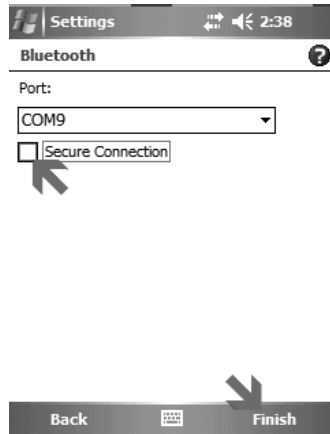 Settings 2:38
Bluetooth ?
Port:
COM9
Secure Connection
Back Finish